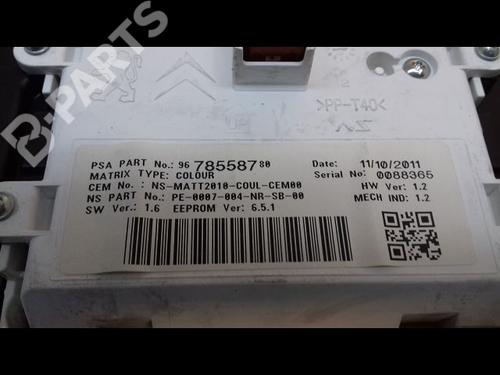 B-PARTS
2
>PP-T40<
PSA PART No.: 96 785587 80 Date: 11/10/2011
MATRIX TYPE: COLOUR Serial No: 0088365
CEM No. : NS-MATT2010-COUL-CEM00 HW Ver: 1.2
NS PART No.: PE-0007-004-NR-SB-00 MECH IND: 1.2
SW Ver.: 1.6 EEPROM Ver: 6.5.1